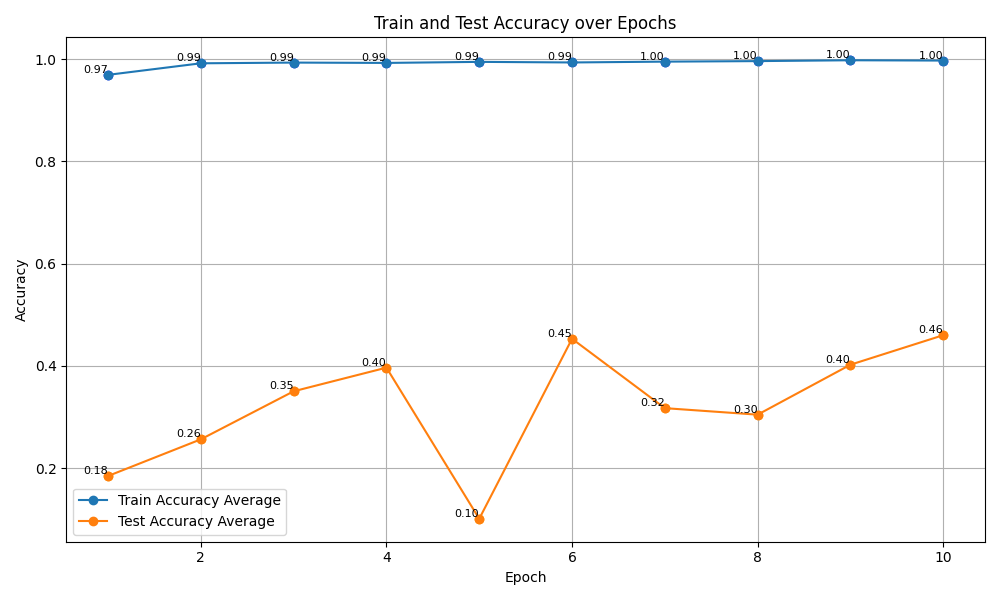 Train and Test Accuracy over Epochs
1.0
0.8
0.6
0.4
0.2
Accuracy
0.97 0.99 0.99 0.99 0.99 0.99 1.00 1.00 1.00 1.00
0.18 0.26 0.35 0.40 0.10 0.45 0.32 0.30 0.40 0.46
Train Accuracy Average
Test Accuracy Average
2 4 6 8 10
Epoch